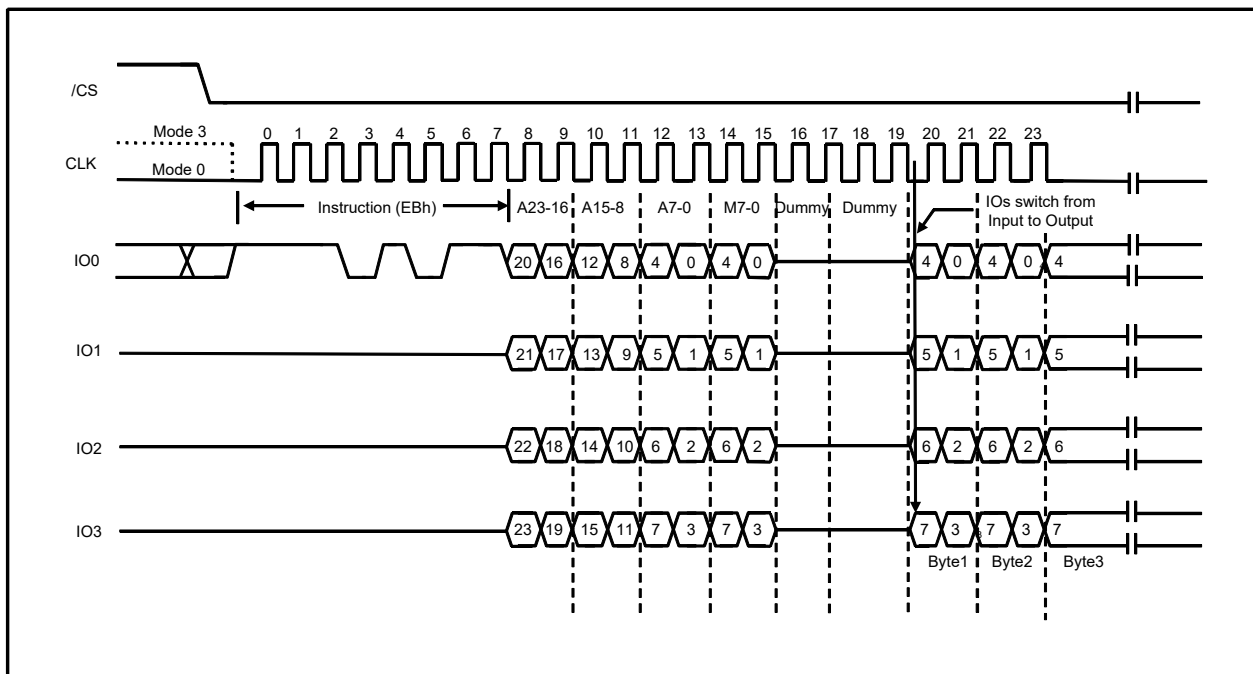 /CS
Mode 3
0 1 2 3 4 5 6 7 8 9 10 11 12 13 14 15 16 17 18 19 20 21 22 23
CLK
Mode 0
Instruction (EBh) A23-16 A15-8 A7-0 M7-0 Dummy Dummy
IOs switch from
Input to Output
IO0 20 16 12 8 4 0 4 0 4 0 4 0 4
IO1 21 17 13 9 5 1 5 1 5 1 5 1 5
IO2 22 18 14 10 6 2 6 2 6 2 6 2 6
IO3 23 19 15 11 7 3 7 3 7 3 7 3 7
Byte1 Byte2 Byte3